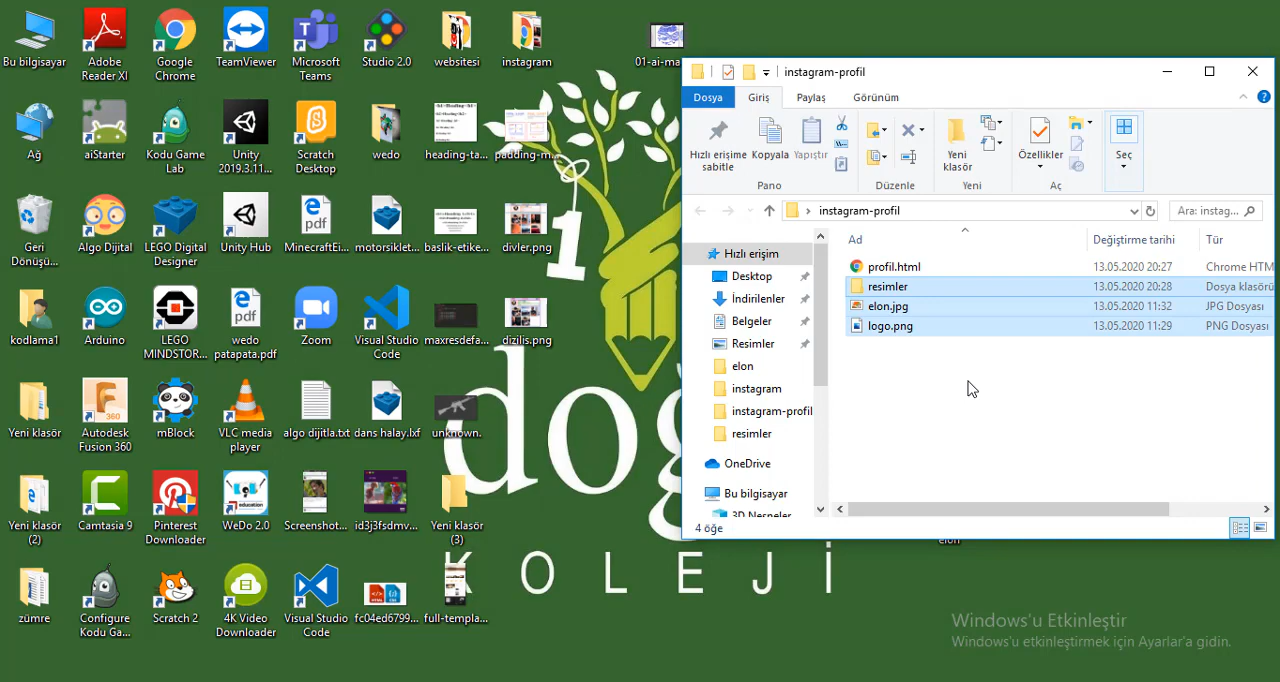 Bu bilgisayar
Adobe
Reader XI
Google
Chrome
TeamViewer
Microsoft
Teams
Studio 2.0
websitesi
instagram
01-ai-ma...
Ağ
aiStarter
Kodu Game
Lab
Unity
2019.3.11...
Scratch
Desktop
wedo
heading-ta...
padding-m...
Geri
Dönüşü...
Algo Dijital
LEGO Digital
Designer
Unity Hub
pdf
MinecraftEi...
motorsiklet...
baslik-etike...
divler.png
kodlama1
Arduino
LEGO
MINDSTOR...
pdf
wedo
patapata.pdf
Zoom
Visual Studio
Code
maxresdefa...
dizilis.png
Yeni klasör
Autodesk
Fusion 360
mBlock
VLC media
player
algo dijitla.txt
dans halay.lxf
unknown.
Yeni klasör
(2)
Camtasia 9
Pinterest
Downloader
WeDo 2.0
Screenshot...
id3j3fsdmv...
Yeni klasör
(3)
zümre
Configure
Kodu Ga...
Scratch 2
4K Video
Downloader
Visual Studio
Code
fc04ed6799...
full-templa...
1
doğ
KOLEJİ
elon
instagram-profil
Dosya
Giriş
Paylaş
Görünüm
Hızlı erişime
sabitle
Kopyala
Yapıştır
Yeni
klasör
Özellikler
Seç
Pano
Düzenle
Yeni
Aç
instagram-profil
Ara: instag...
Hızlı erişim
Desktop
İndirilenler
Belgeler
Resimler
elon
instagram
instagram-profil
resimler
OneDrive
Bu bilgisayar
3D Nesneler
Ad
Değiştirme tarihi
Tür
profil.html
13.05.2020 20:27
Chrome HTM
resimler
13.05.2020 20:28
Dosya klasörü
elon.jpg
13.05.2020 11:32
JPG Dosyası
logo.png
13.05.2020 11:29
PNG Dosyası
4 öğe
Windows'u Etkinleştir
Windows'u etkinleştirmek için Ayarlar'a gidin.